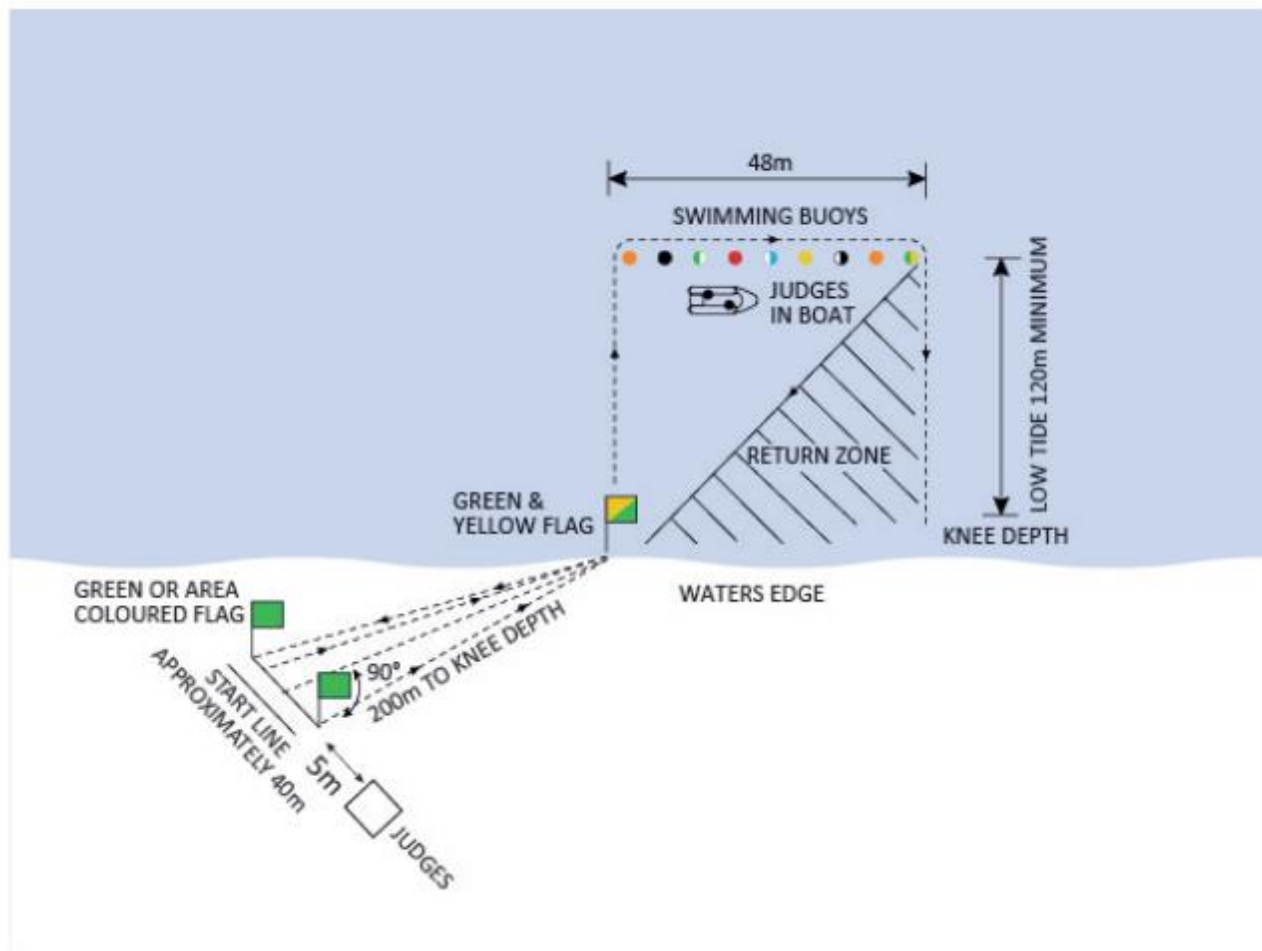 48m
SWIMMING BUOYS
JUDGES
IN BOAT
LOW TIDE 120m MINIMUM
RETURN ZONE
GREEN &
YELLOW FLAG
KNEE DEPTH
GREEN OR AREA
COLOURED FLAG
WATERS EDGE
90°
200m TO KNEE DEPTH
START LINE
APPROXIMATELY 40m
5m
JUDGES